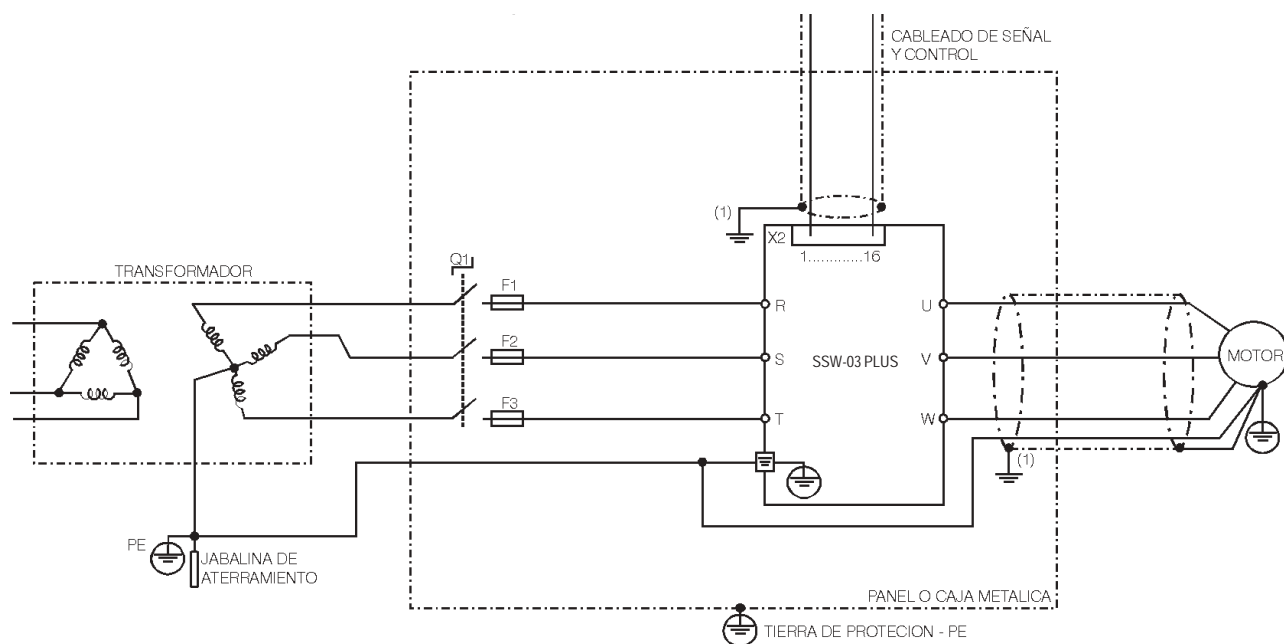 CABLEADO DE SEÑAL
Y CONTROL
(1)
X2
1.............16
TRANSFORMADOR
Q1
F1
R
U
F2
S
SSW-03 PLUS
V
MOTOR
F3
T
W
(1)
PE
JABALINA DE
ATERRAMIENTO
PANEL O CAJA METALICA
TIERRA DE PROTECION - PE